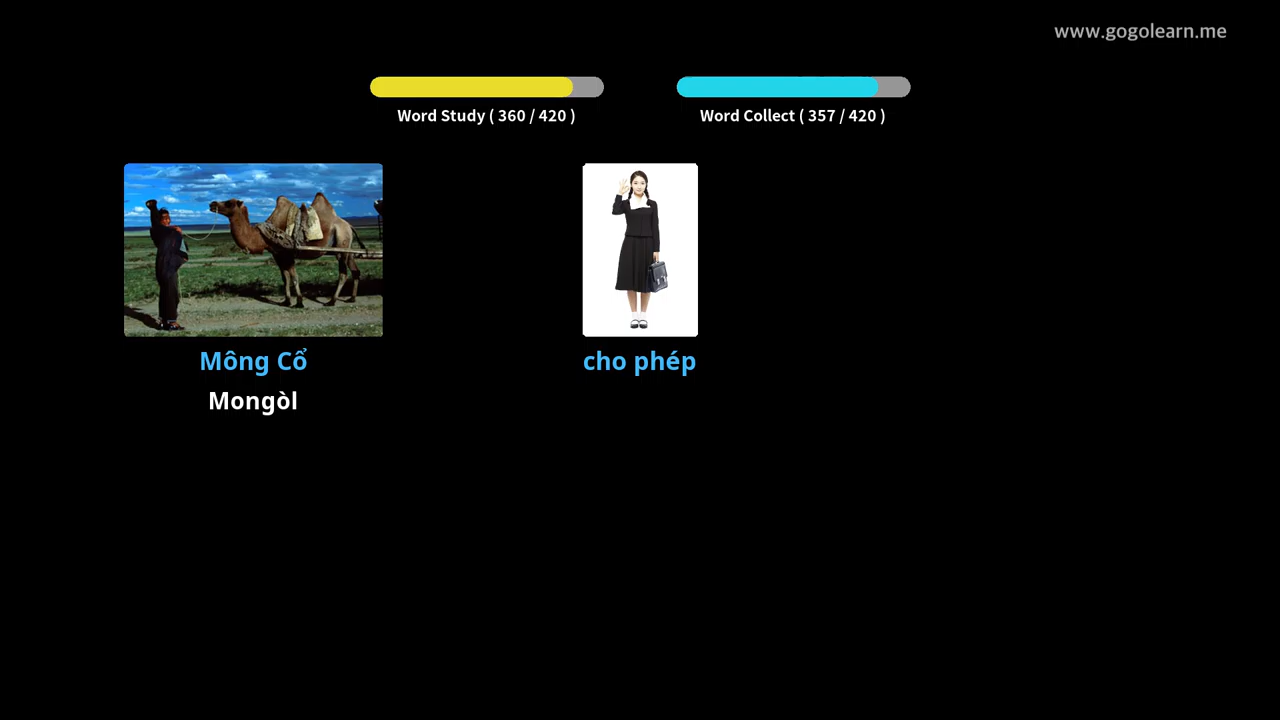 www.gogolearn.me
Word Study ( 360 / 420 )
Word Collect ( 357 / 420 )
Mông Cổ
cho phép
Mongòl